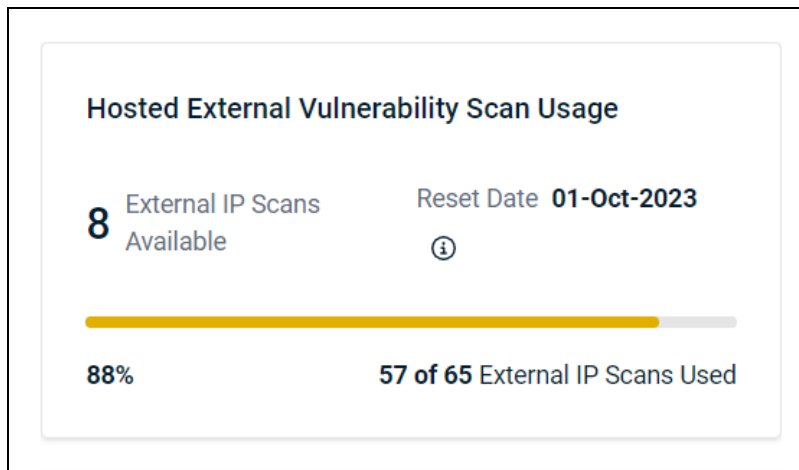 Hosted External Vulnerability Scan Usage
8 External IP Scans Available
Reset Date 01-Oct-2023
88%
57 of 65 External IP Scans Used